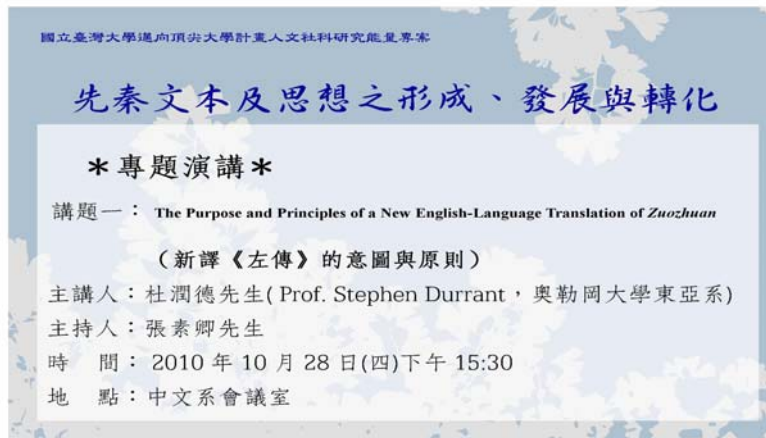 國立臺灣大學邁向頂尖大學計畫人文社科研究能量專案
先秦文本及思想之形成、發展與轉化
＊專題演講＊
講題一： The Purpose and Principles of a New English-Language Translation of Zuozhuan
（新譯《左傳》的意圖與原則）
主講人：杜潤德先生( Prof. Stephen Durrant，奧勒岡大學東亞系)
主持人：張素卿先生
時　間： 2010 年 10 月 28 日(四)下午 15:30
地　點：中文系會議室